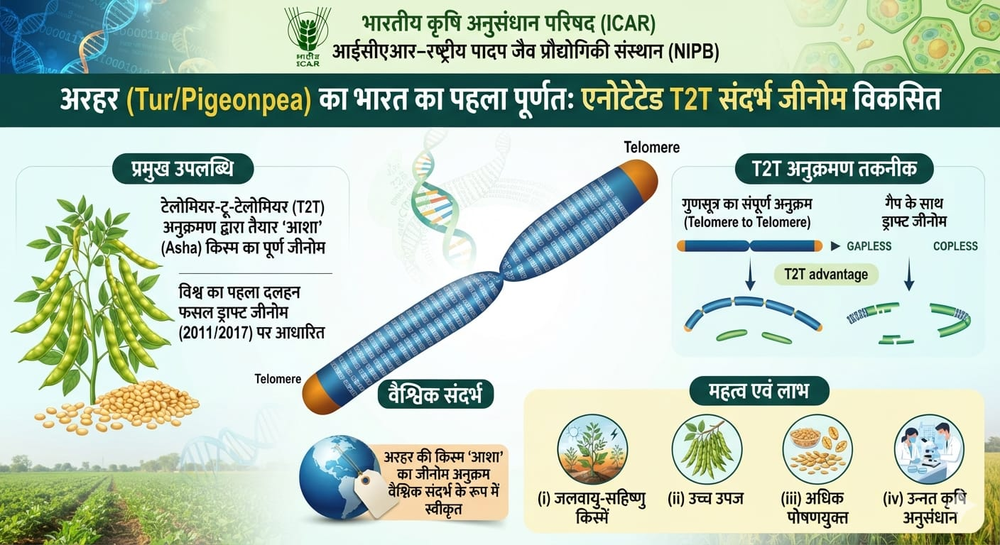 भारतीय कृषि अनुसंधान परिषद (ICAR)
आईसीएआर–राष्ट्रीय पादप जैव प्रौद्योगिकी संस्थान (NIPB)
अरहर (Tur/Pigeonpea) का भारत का पहला पूर्णतः एनोटेटेड T2T संदर्भ जीनोम विकसित
प्रमुख उपलब्धि
टेलोमियर-टू-टेलोमियर (T2T)
अनुक्रमण द्वारा तैयार ‘आशा’
(Asha) किस्म का पूर्ण जीनोम
विश्व का पहला दलहन
फसल ड्राफ्ट जीनोम
(2011/2017) पर आधारित
Telomere
Telomere
T2T अनुक्रमण तकनीक
गुणसूत्र का संपूर्ण अनुक्रम
(Telomere to Telomere)
गैप के साथ
ड्राफ्ट जीनोम
GAPLESS
COPLESS
T2T advantage
वैश्विक संदर्भ
अरहर की किस्म ‘आशा’
का जीनोम अनुक्रम
वैश्विक संदर्भ के रूप में
स्वीकृत
महत्व एवं लाभ
(i) जलवायु-सहिष्णु
किस्में
(ii) उच्च उपज
(iii) अधिक
पोषणयुक्त
(iv) उन्नत कृषि
अनुसंधान